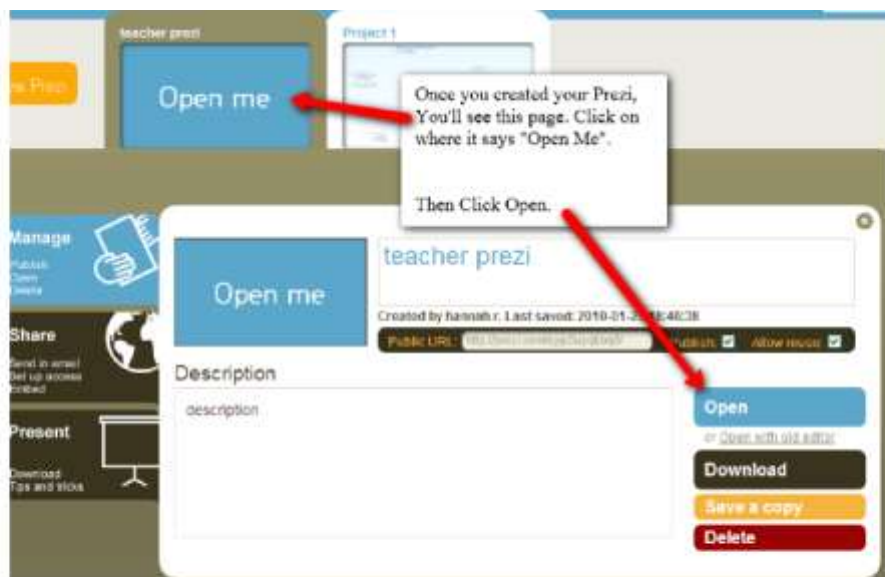 teacher prezi
Project 1
Prezi
Open me
Once you created your Prezi,
You'll see this page. Click on
where it says "Open Me".
Then Click Open.
Manage
Publish
Open
Delete
teacher prezi
Open me
Created by hannah r. Last saved: 2010-01-
Share
Send in email
Set up access
Embed
Public URL:
Publish
Allow reuse
Description
description
Open
or Open with old editor
Present
Download
Tips and tricks
Download
Save a copy
Delete